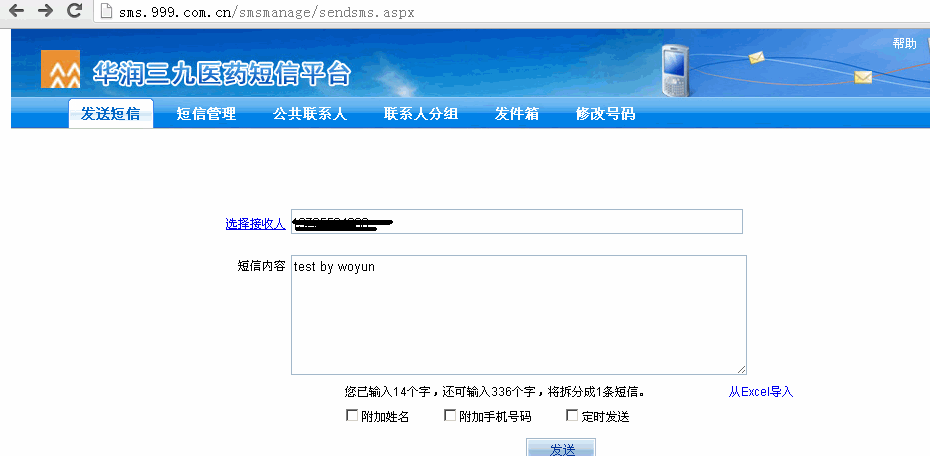 sms.999.com.cn/smsmanage/sendsms.aspx
帮助
华润三九医药短信平台
发送短信 短信管理 公共联系人 联系人分组 发件箱 修改号码
选择接收人
短信内容 test by woyun
您已输入14个字，还可输入336个字，将拆分成1条短信。 从Excel导入
附加姓名 附加手机号码 定时发送
发送